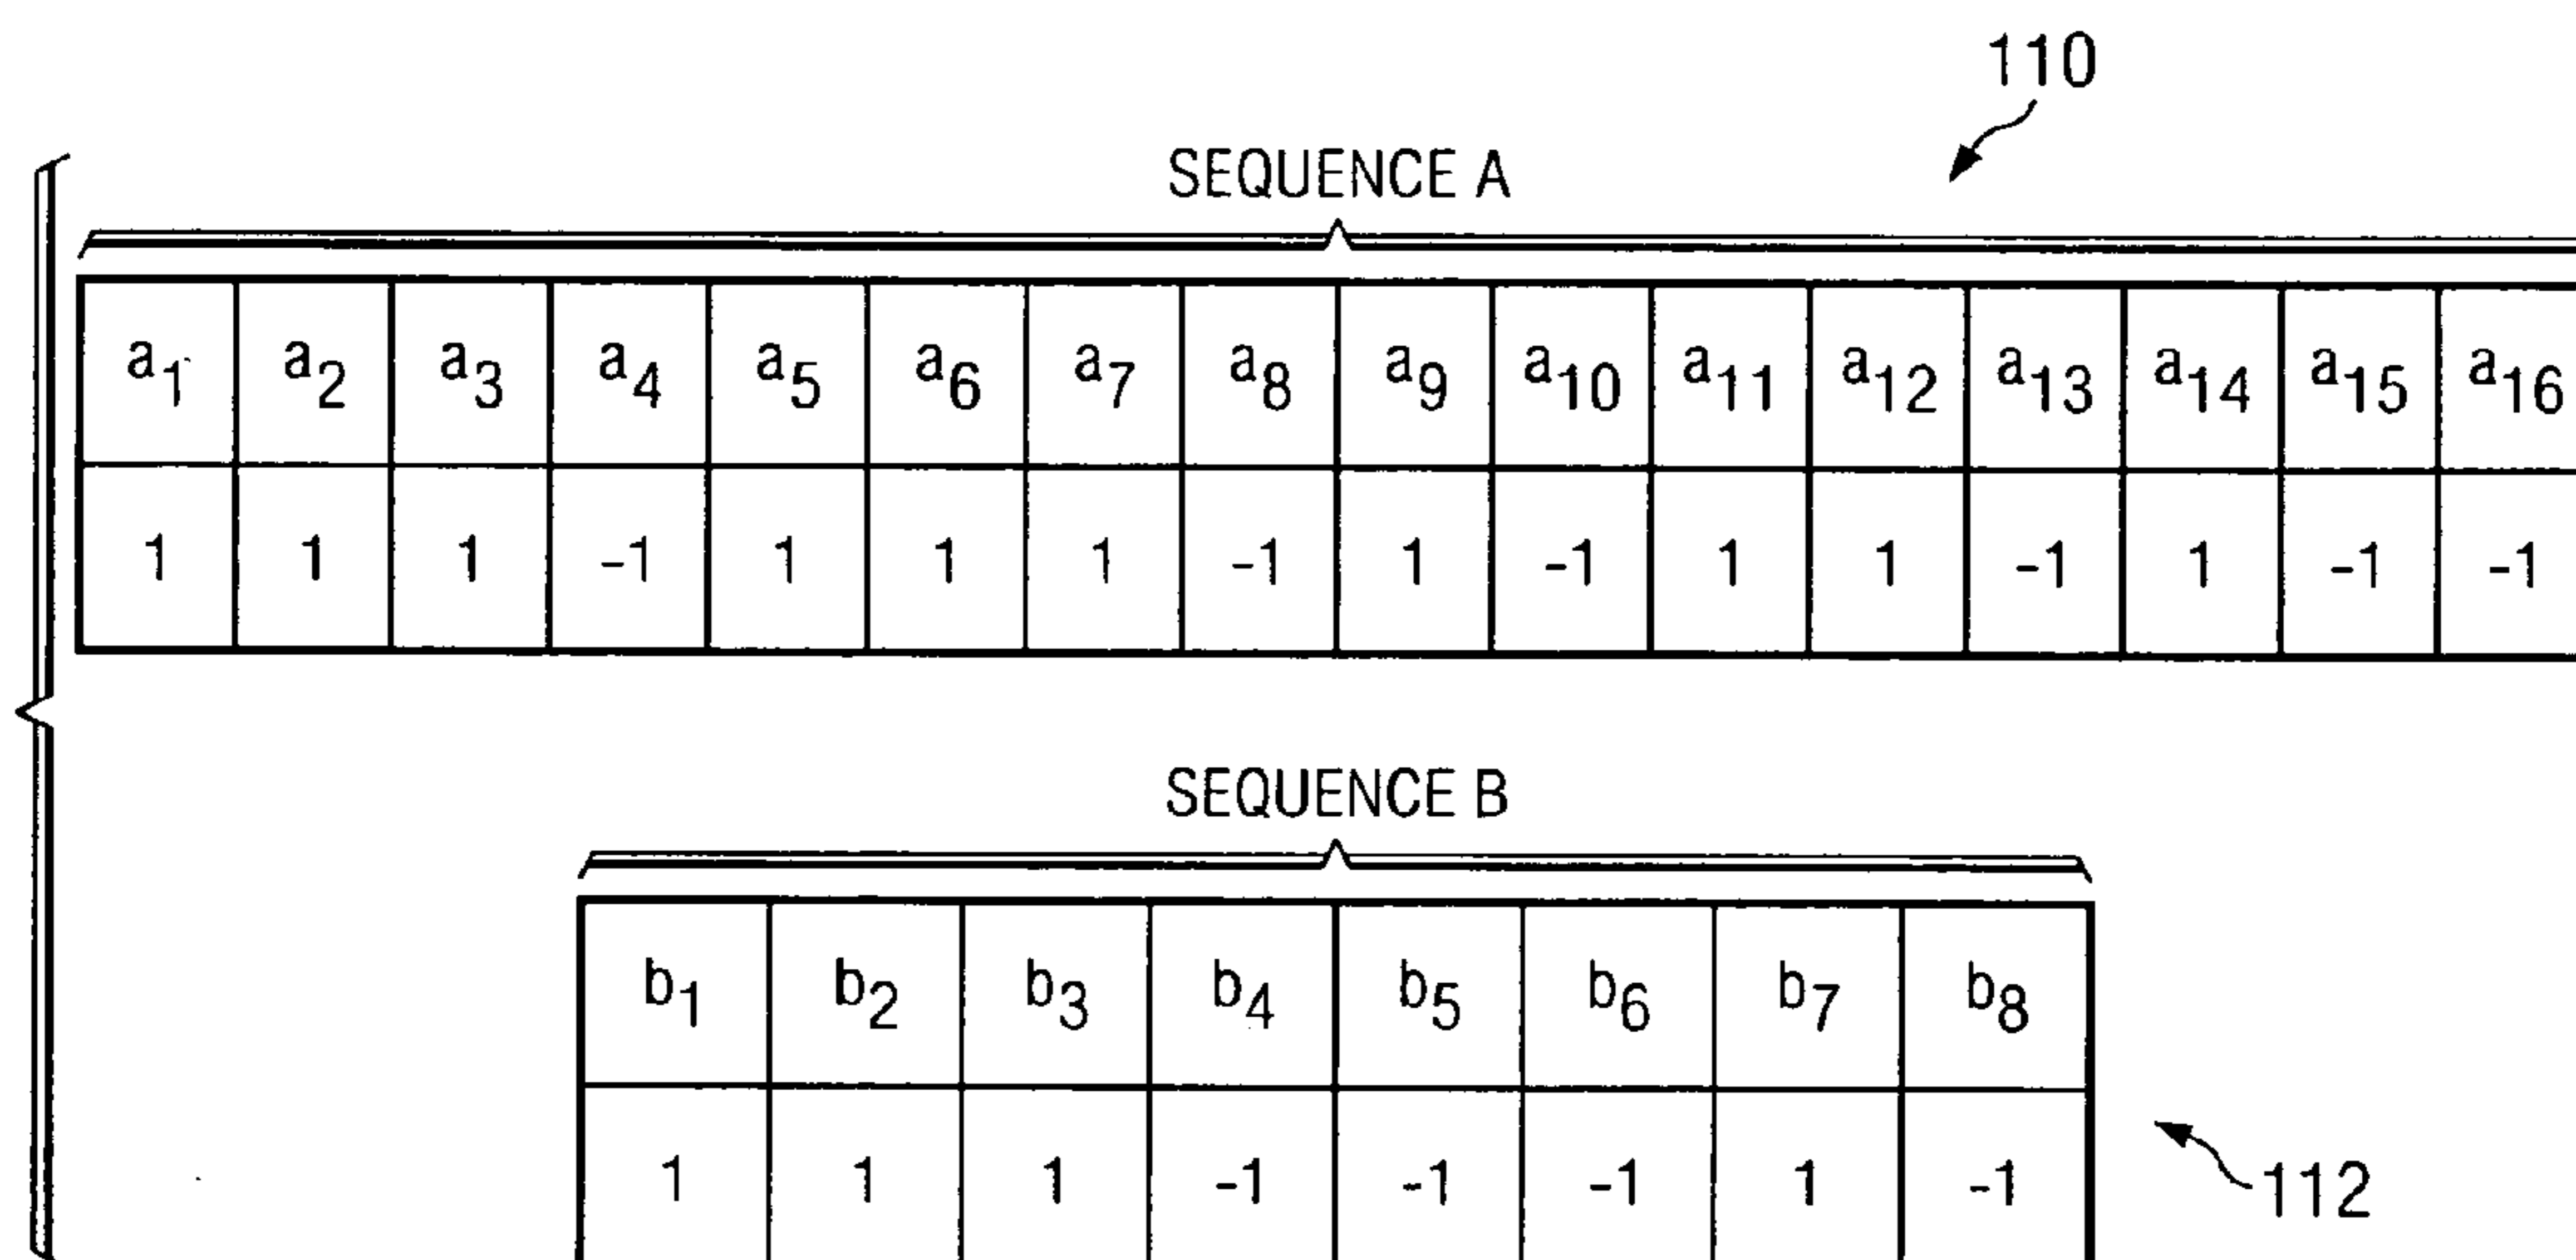 110
SEQUENCE A
a1 a2 a3 a4 a5 a6 a7 a8 a9 a10 a11 a12 a13 a14 a15 a16
1 1 1 -1 1 1 1 -1 1 -1 1 1 -1 1 -1 -1
SEQUENCE B
b1 b2 b3 b4 b5 b6 b7 b8
1 1 1 -1 -1 -1 1 -1
112